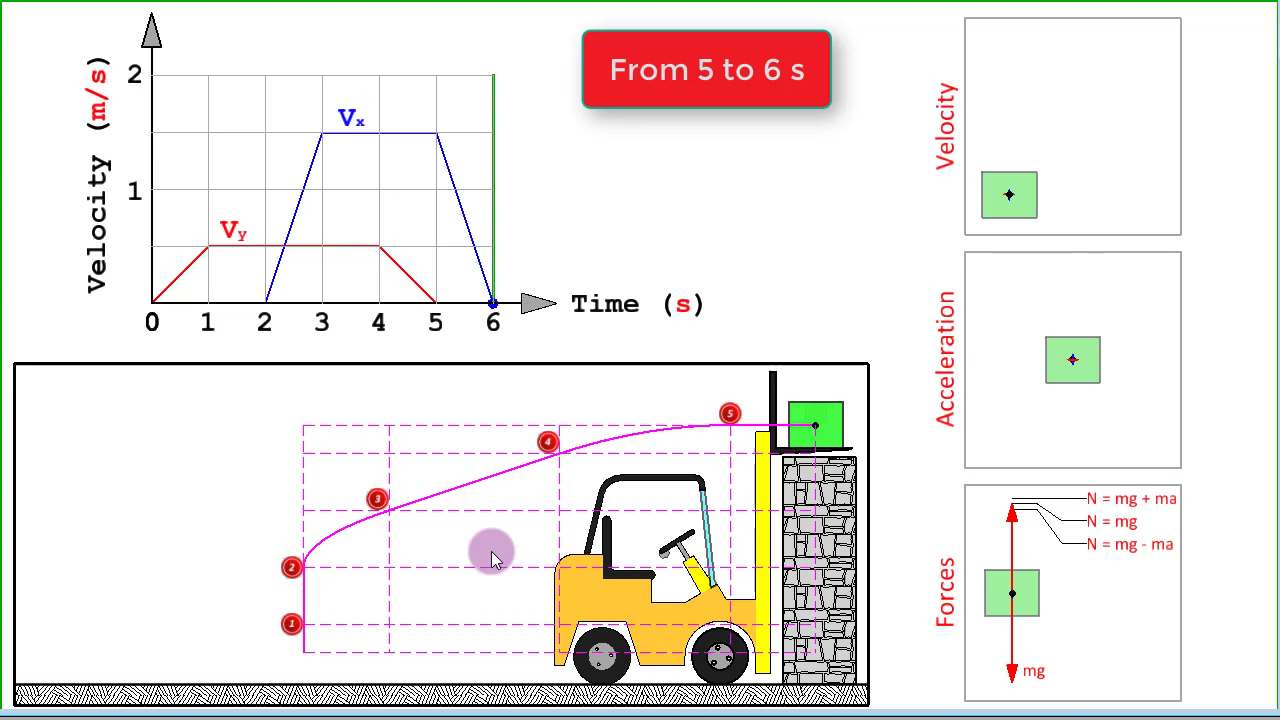 From 5 to 6 s
Velocity (m/s)
2
1
Vx
Vy
0 1 2 3 4 5 6
Time (s)
1
2
3
4
5
Velocity
Acceleration
Forces
N = mg + ma
N = mg
N = mg - ma
mg